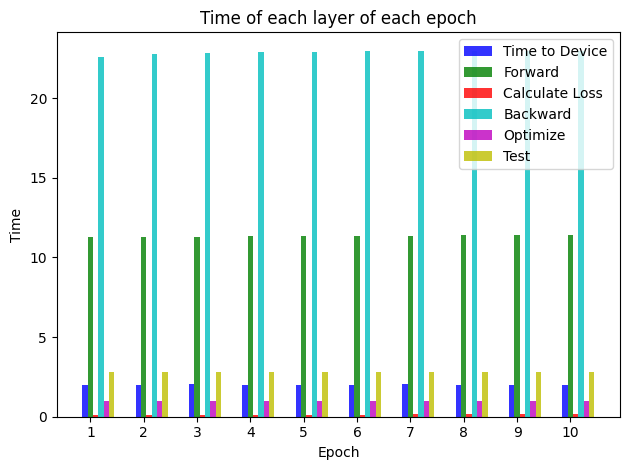 Time of each layer of each epoch
Time to Device
Forward
Calculate Loss
Backward
Optimize
Test
Time
20
15
10
5
0
1 2 3 4 5 6 7 8 9 10
Epoch